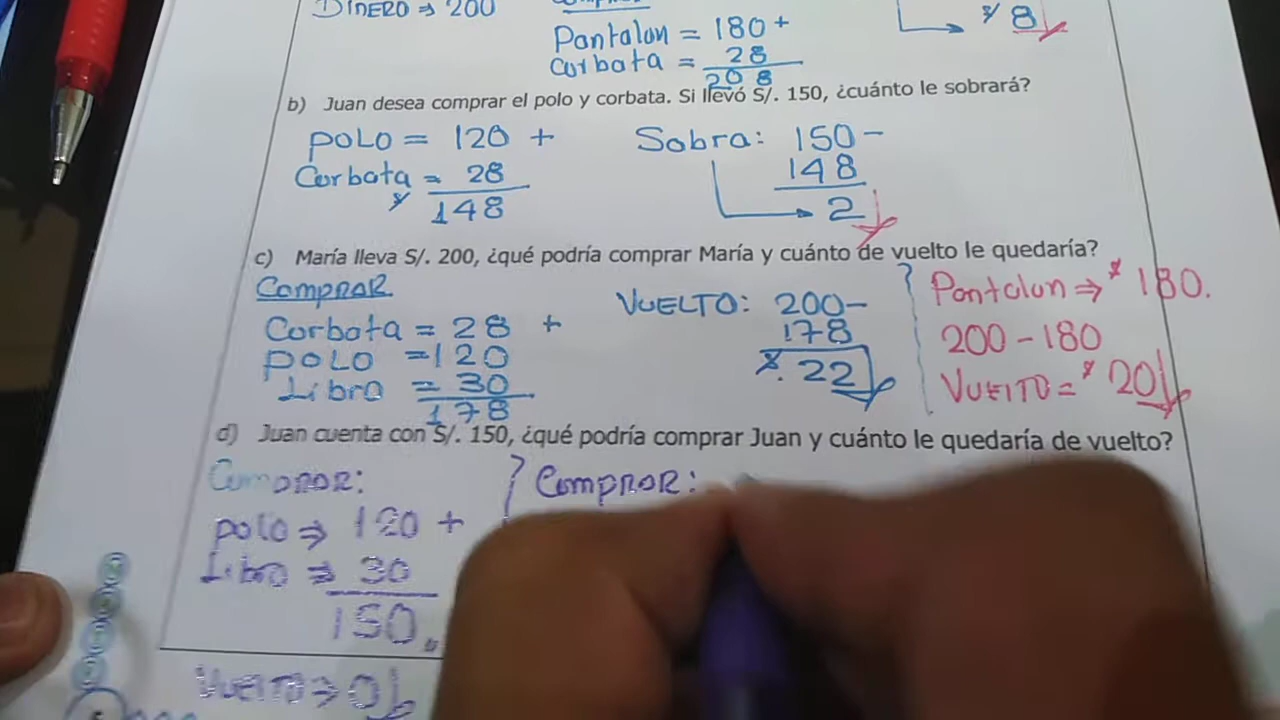 DINERO ⇒ 200
Pantalon = 180 +
Corbata = 28
208
$ 8
b) Juan desea comprar el polo y corbata. Si llevó S/. 150, ¿cuánto le sobrará?
POLO = 120 +
Corbata = 28
$ 148
Sobra: 150 -
148
2
c) María lleva S/. 200, ¿qué podría comprar María y cuánto de vuelto le quedaría?
COMPRAR
Corbata = 28 +
POLO = 120
Libro = 30
178
VUELTO: 200 -
178
$. 22
Pantalon ⇒ $ 180.
200 - 180
VUELTO = $ 20
d) Juan cuenta con S/. 150, ¿qué podría comprar Juan y cuánto le quedaría de vuelto?
Comprar:
polo ⇒ 120 +
Libro ⇒ 30
150
VUELTO ⇒ 0
COMPRAR: